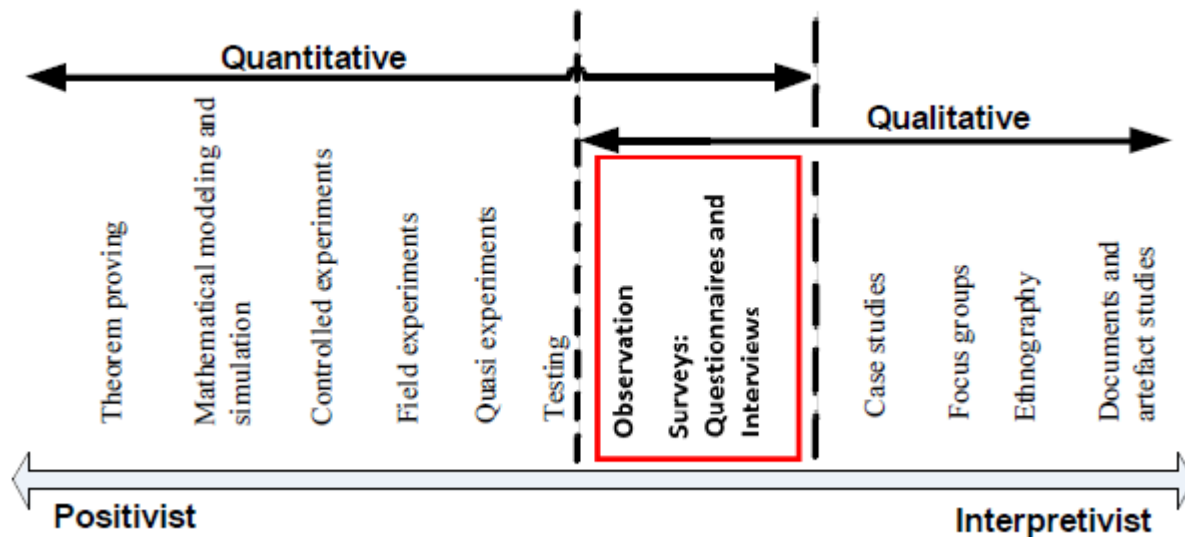 Quantitative
Qualitative
Theorem proving
Mathematical modeling and
simulation
Controlled experiments
Field experiments
Quasi experiments
Testing
Observation
Surveys:
Questionnaires and
Interviews
Case studies
Focus groups
Ethnography
Documents and
artefact studies
Positivist
Interpretivist